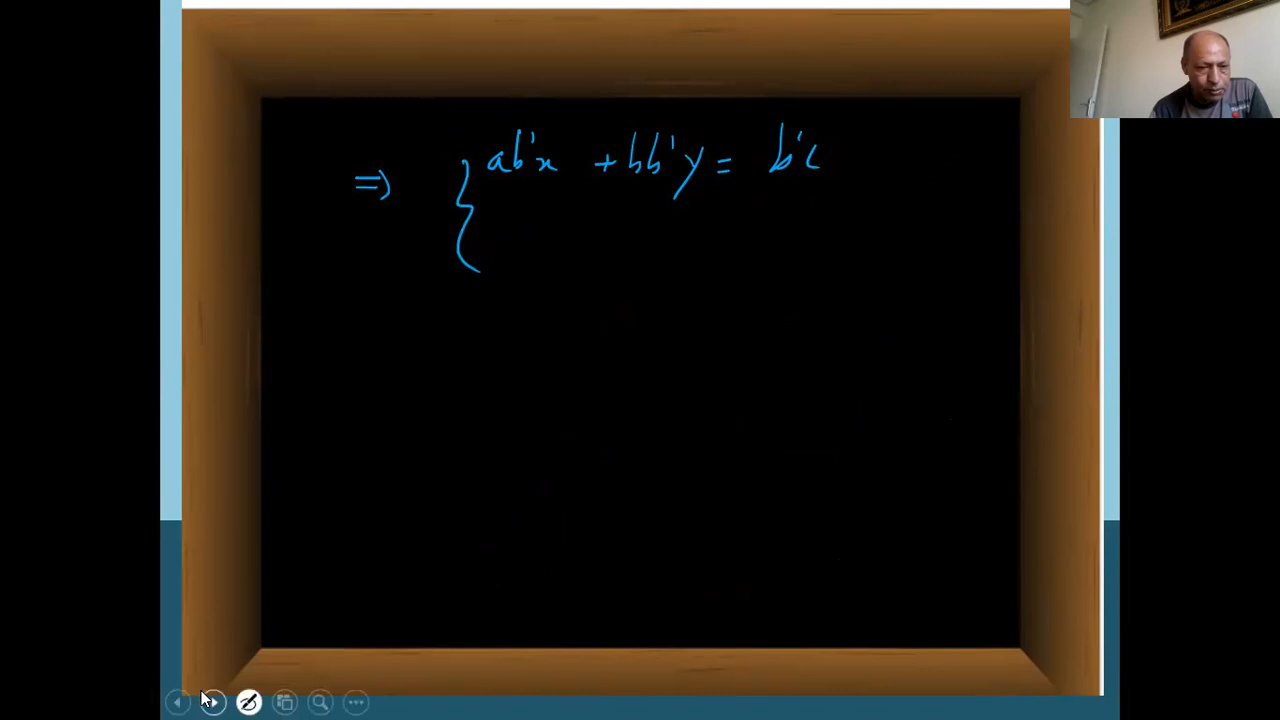 => { ab'x + bb'y = b'c